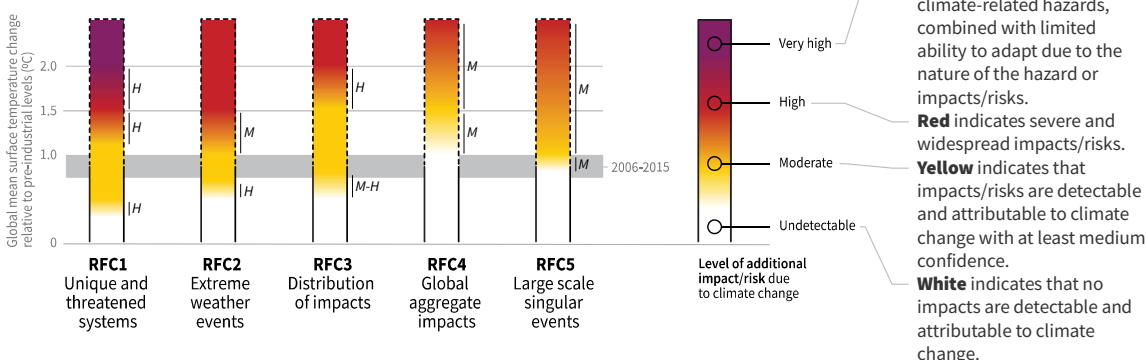 Global mean surface temperature change
relative to pre-industrial levels (ºC)
2.0
1.5
1.0
0
H
H
H
M
H
H
M-H
M
M
M
M
2006-2015
RFC1
Unique and
threatened
systems
RFC2
Extreme
weather
events
RFC3
Distribution
of impacts
RFC4
Global
aggregate
impacts
RFC5
Large scale
singular
events
Very high
High
Moderate
Undetectable
Level of additional
impact/risk due
to climate change
climate-related hazards,
combined with limited
ability to adapt due to the
nature of the hazard or
impacts/risks.
Red indicates severe and
widespread impacts/risks.
Yellow indicates that
impacts/risks are detectable
and attributable to climate
change with at least medium
confidence.
White indicates that no
impacts are detectable and
attributable to climate
change.